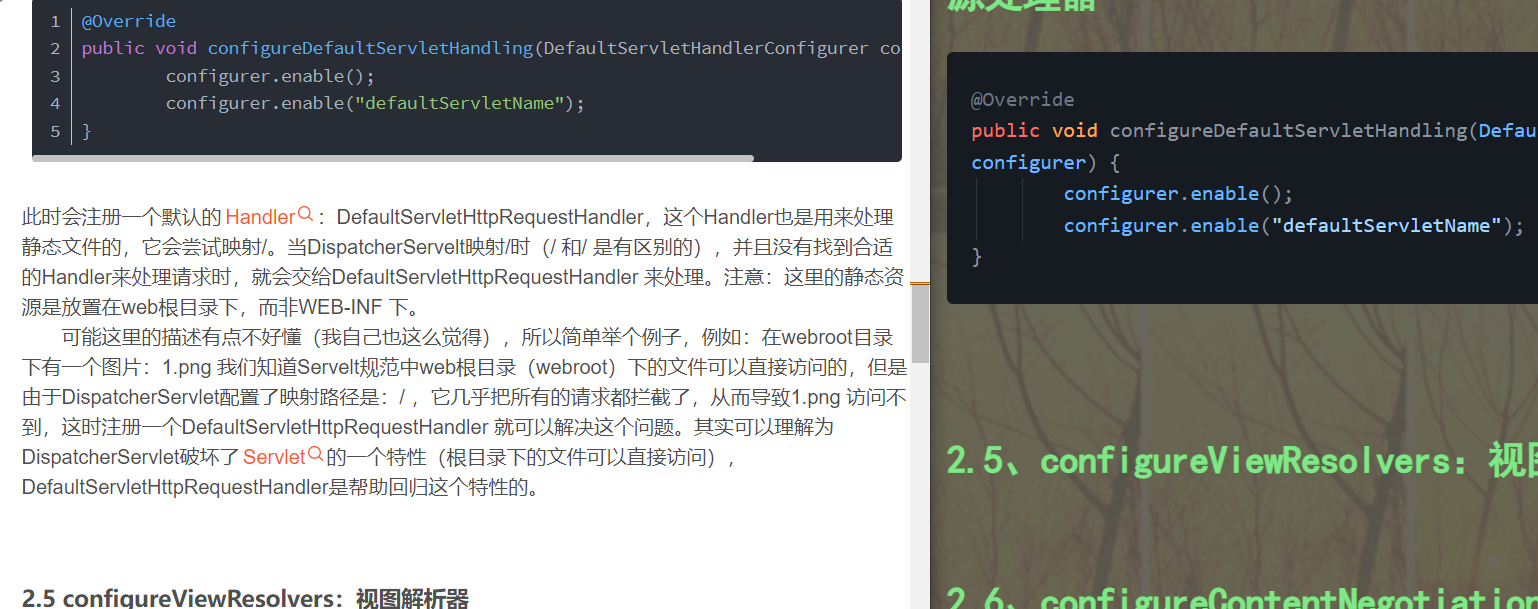 1 @Override
2 public void configureDefaultServletHandling(DefaultServletHandlerConfigurer co
3 configurer.enable();
4 configurer.enable("defaultServletName");
5 }
此时会注册一个默认的 Handler：DefaultServletHttpRequestHandler，这个Handler也是用来处理
静态文件的，它会尝试映射/。当DispatcherServelt映射/时（/ 和/ 是有区别的），并且没有找到合适
的Handler来处理请求时，就会交给DefaultServletHttpRequestHandler 来处理。注意：这里的静态资
源是放置在web根目录下，而非WEB-INF 下。
可能这里的描述有点不好懂（我自己也这么觉得），所以简单举个例子，例如：在webroot目录
下有一个图片：1.png 我们知道Servelt规范中web根目录（webroot）下的文件可以直接访问的，但是
由于DispatcherServlet配置了映射路径是：/ ，它几乎把所有的请求都拦截了，从而导致1.png 访问不
到，这时注册一个DefaultServletHttpRequestHandler 就可以解决这个问题。其实可以理解为
DispatcherServlet破坏了 Servlet的一个特性（根目录下的文件可以直接访问），
DefaultServletHttpRequestHandler是帮助回归这个特性的。
2.5 configureViewResolvers：视图解析器
源处理器
@Override
public void configureDefaultServletHandling(Defau
configurer) {
configurer.enable();
configurer.enable("defaultServletName");
}
2.5、configureViewResolvers：视图
2.6、configureContentNegotiation